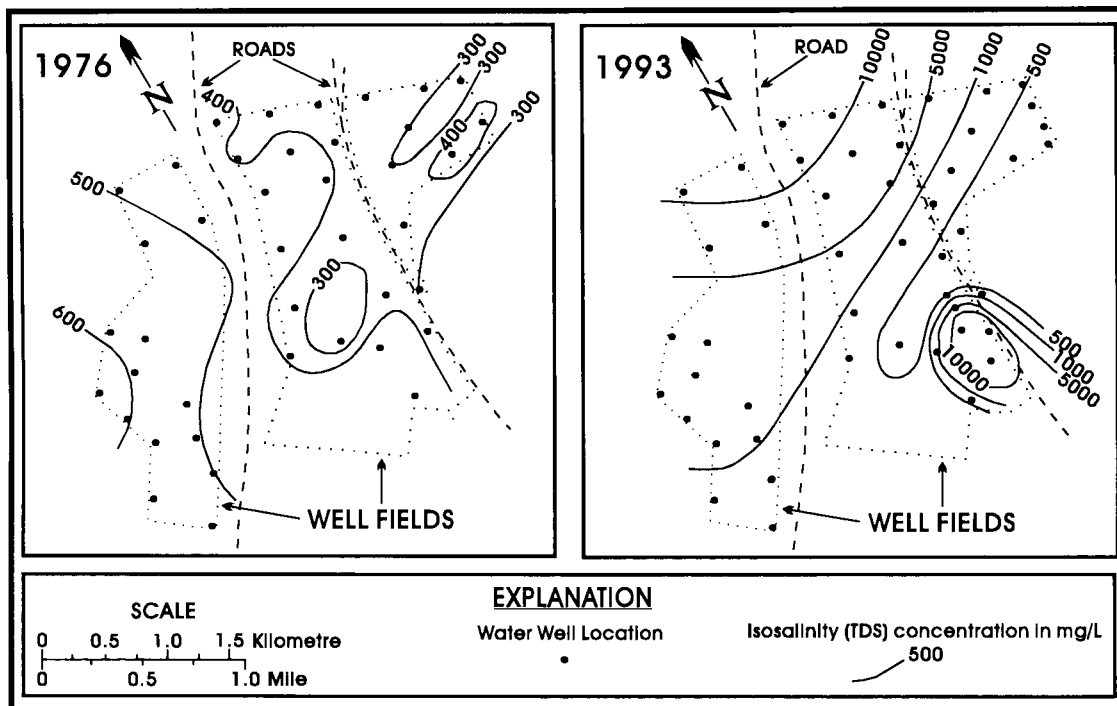 1976
N
ROADS
400
300
300
400
300
500
300
600
WELL FIELDS
1993
N
ROAD
10000
5000
1000
500
500
1000
5000
10000
WELL FIELDS
EXPLANATION
SCALE
0 0.5 1.0 1.5 Kilometre
0 0.5 1.0 Mile
Water Well Location
Isosalinity (TDS) concentration in mg/L
500